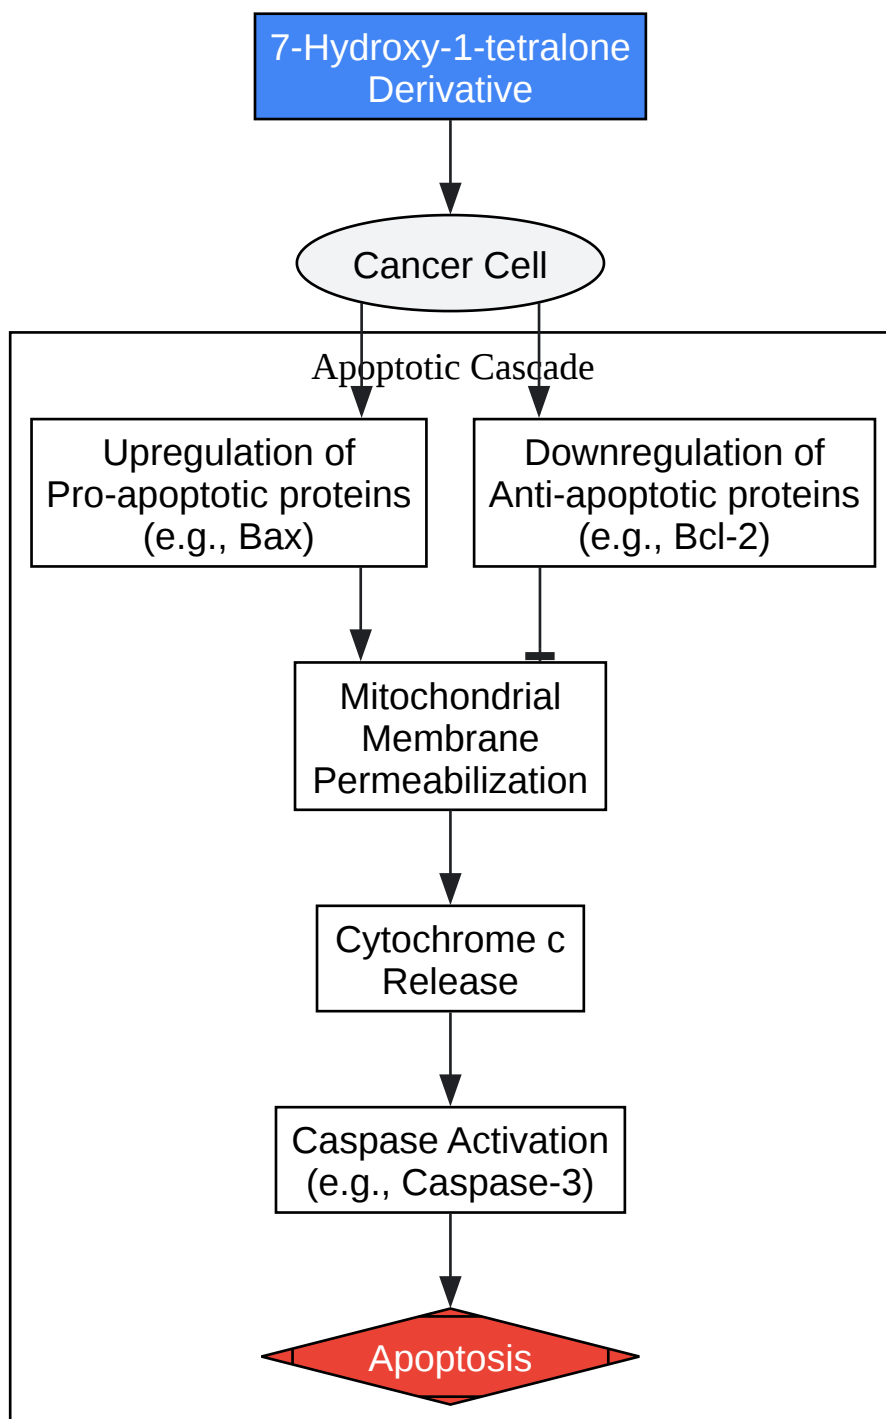 7-Hydroxy-1-tetralone
Derivative
Cancer Cell
Apoptotic Cascade
Upregulation of
Pro-apoptotic proteins
(e.g., Bax)
Downregulation of
Anti-apoptotic proteins
(e.g., Bcl-2)
Mitochondrial
Membrane
Permeabilization
Cytochrome c
Release
Caspase Activation
(e.g., Caspase-3)
Apoptosis